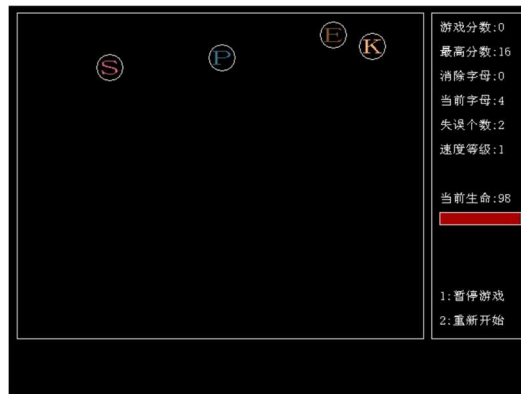 S P E K
游戏分数:0
最高分数:16
消除字母:0
当前字母:4
失误个数:2
速度等级:1
当前生命:98
1:暂停游戏
2:重新开始